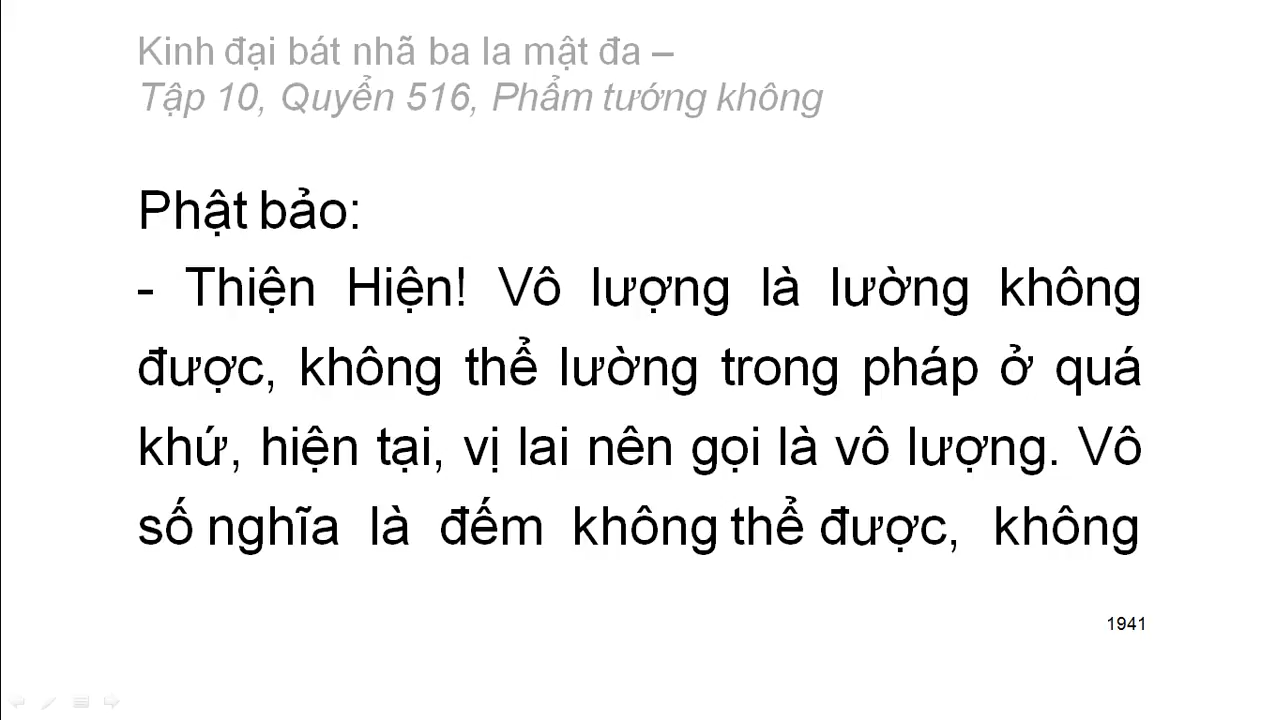 Kinh đại bát nhã ba la mật đa –
Tập 10, Quyển 516, Phẩm tướng không
Phật bảo:
- Thiện Hiện! Vô lượng là lường không
được, không thể lường trong pháp ở quá
khứ, hiện tại, vị lai nên gọi là vô lượng. Vô
số nghĩa là đếm không thể được, không
1941